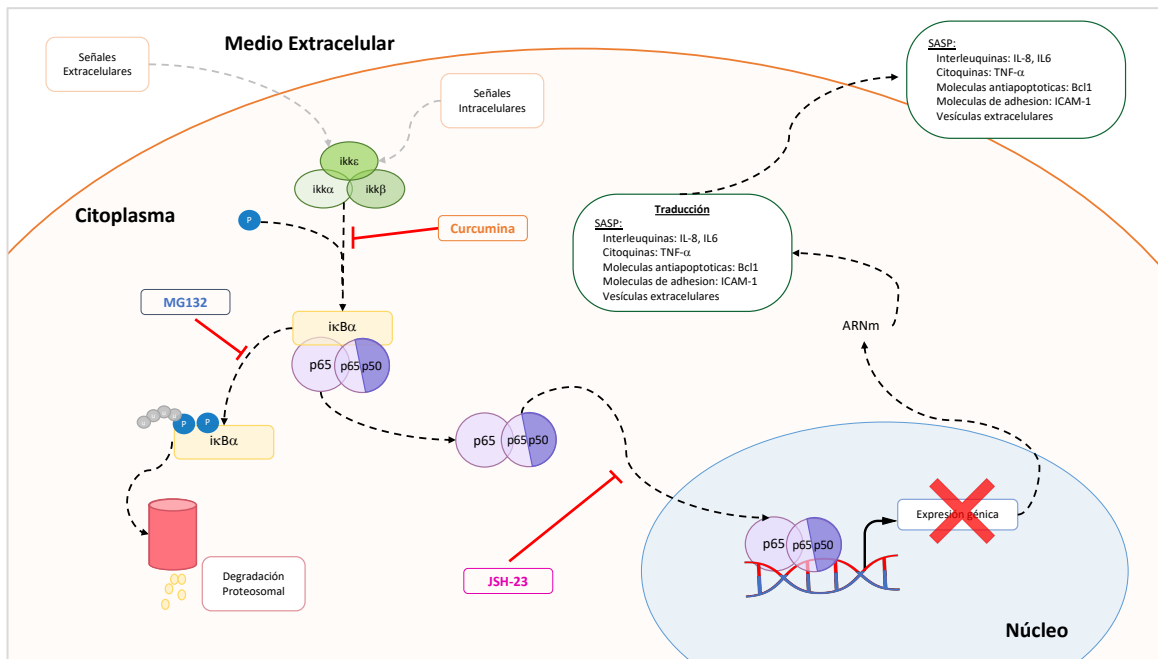 Medio Extracelular
Señales
Extracelulares
Señales
Intracelulares
SASP:
Interleuquinas: IL-8, IL6
Citoquinas: TNF-α
Moleculas antiapoptoticas: Bcl1
Moleculas de adhesion: ICAM-1
Vesículas extracelulares
ikkε
ikkα
ikkβ
Citoplasma
P
Curcumina
Traducción
SASP:
Interleuquinas: IL-8, IL6
Citoquinas: TNF-α
Moleculas antiapoptoticas: Bcl1
Moleculas de adhesion: ICAM-1
Vesículas extracelulares
MG132
iκBα
p65
p65
p50
ARNm
P
P
iκBα
p65
p65
p50
Expresión génica
p65
p65
p50
Degradación
Proteosomal
JSH-23
Núcleo